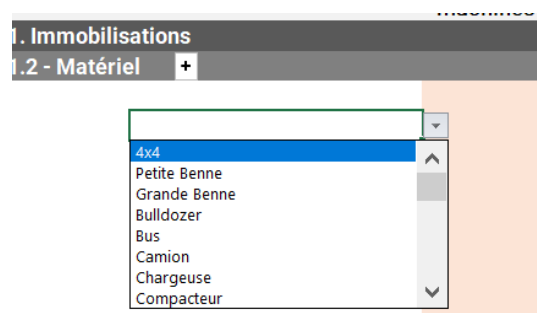 1. Immobilisations
1.2 - Matériel +
4x4
Petite Benne
Grande Benne
Bulldozer
Bus
Camion
Chargeuse
Compacteur